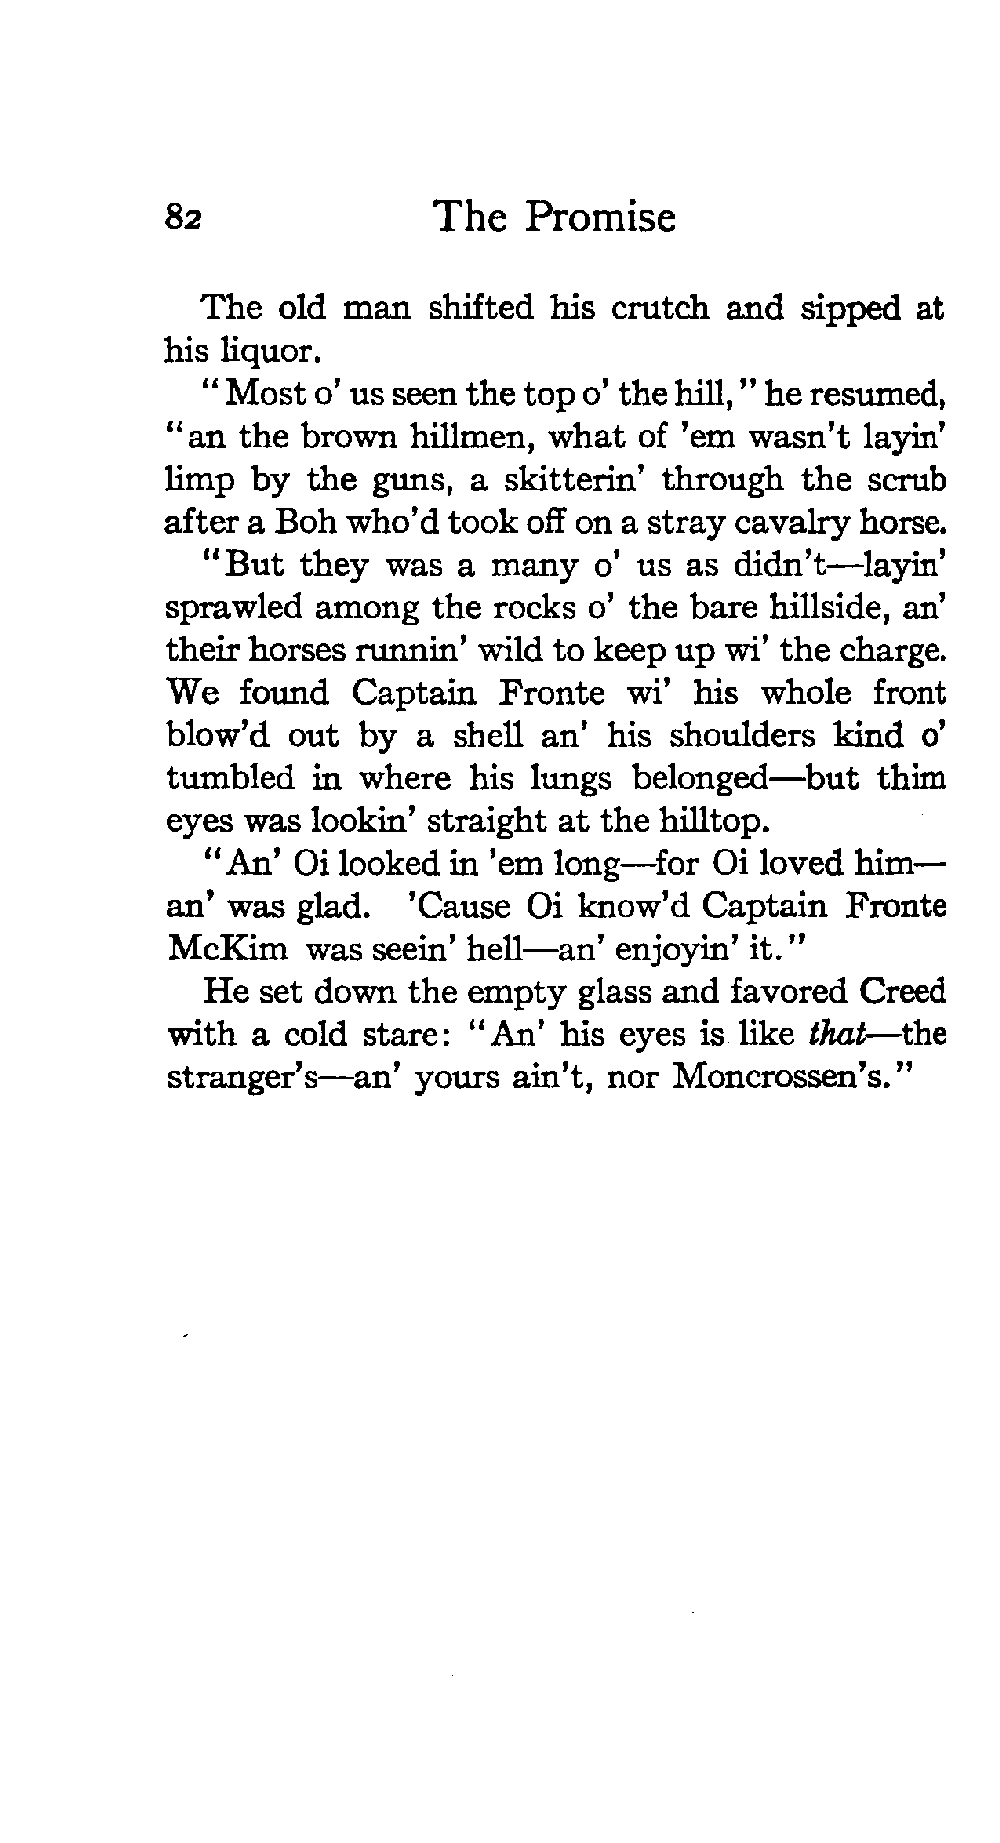 82 The Promise
The old man shifted his crutch and sipped at
his liquor.
"Most o' us seen the top o' the hill," he resumed,
"an the brown hillmen, what of 'em wasn't layin'
limp by the guns, a skitterin' through the scrub
after a Boh who'd took off on a stray cavalry horse.
"But they was a many o' us as didn't—layin'
sprawled among the rocks o' the bare hillside, an'
their horses runnin' wild to keep up wi' the charge.
We found Captain Fronte wi' his whole front
blow'd out by a shell an' his shoulders kind o'
tumbled in where his lungs belonged—but thim
eyes was lookin' straight at the hilltop.
"An' Oi looked in 'em long—for Oi loved him—
an' was glad. 'Cause Oi know'd Captain Fronte
McKim was seein' hell—an' enjoyin' it."
He set down the empty glass and favored Creed
with a cold stare: "An' his eyes is like that—the
stranger's—an' yours ain't, nor Moncrossen's."